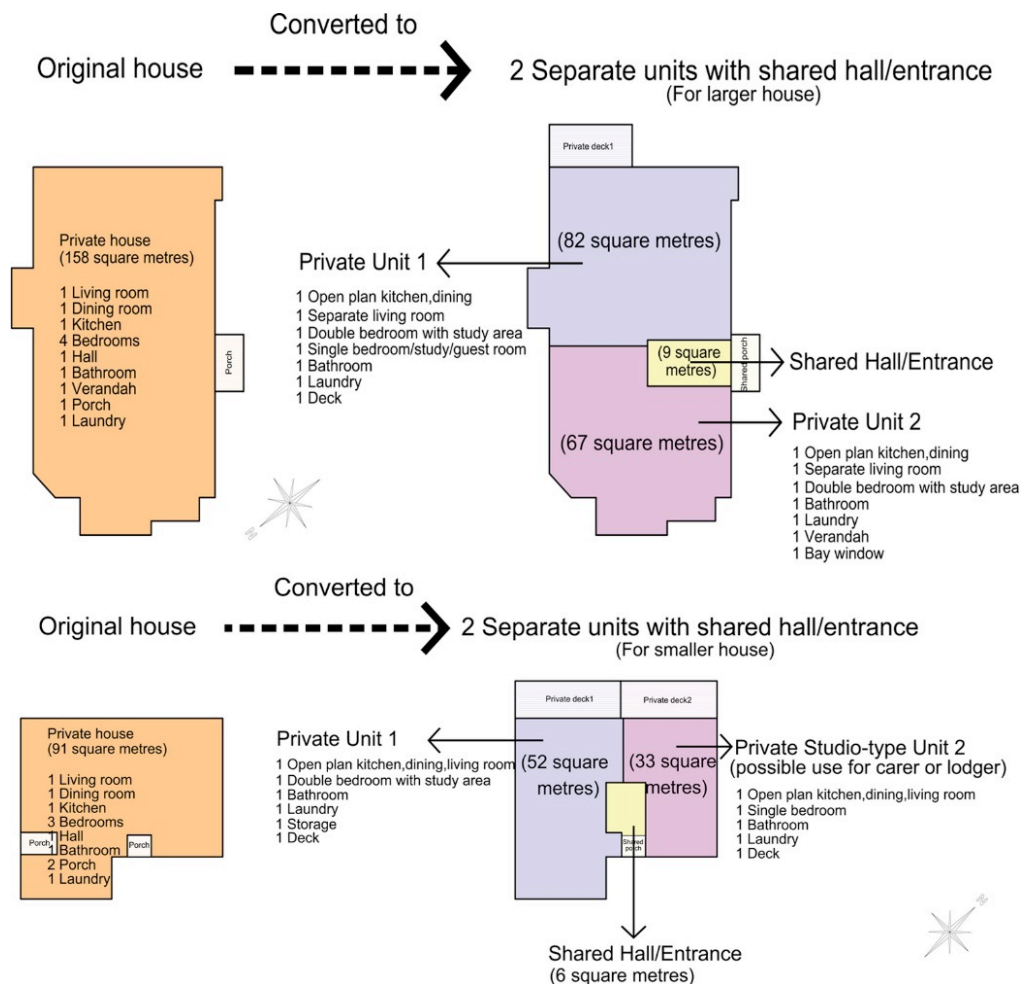 Converted to
Original house
2 Separate units with shared hall/entrance
(For larger house)
Private deck1
Private house
(158 square metres)
1 Living room
1 Dining room
1 Kitchen
4 Bedrooms
1 Hall
1 Bathroom
1 Verandah
1 Porch
1 Laundry
Porch
Private Unit 1
1 Open plan kitchen,dining
1 Separate living room
1 Double bedroom with study area
1 Single bedroom/study/guest room
1 Bathroom
1 Laundry
1 Deck
(82 square metres)
(9 square
metres)
Shared porch
Shared Hall/Entrance
(67 square metres)
Private Unit 2
1 Open plan kitchen,dining
1 Separate living room
1 Double bedroom with study area
1 Bathroom
1 Laundry
1 Verandah
1 Bay window
N
Converted to
Original house
2 Separate units with shared hall/entrance
(For smaller house)
Private house
(91 square metres)
1 Living room
1 Dining room
1 Kitchen
3 Bedrooms
1 Hall
1 Bathroom
2 Porch
1 Laundry
Porch
Porch
Private Unit 1
1 Open plan kitchen,dining,living room
1 Double bedroom with study area
1 Bathroom
1 Laundry
1 Storage
1 Deck
Private deck1
Private deck2
(52 square
metres)
(33 square
metres)
Shared
porch
Private Studio-type Unit 2
(possible use for carer or lodger)
1 Open plan kitchen,dining,living room
1 Single bedroom
1 Bathroom
1 Laundry
1 Deck
Shared Hall/Entrance
(6 square metres)
N